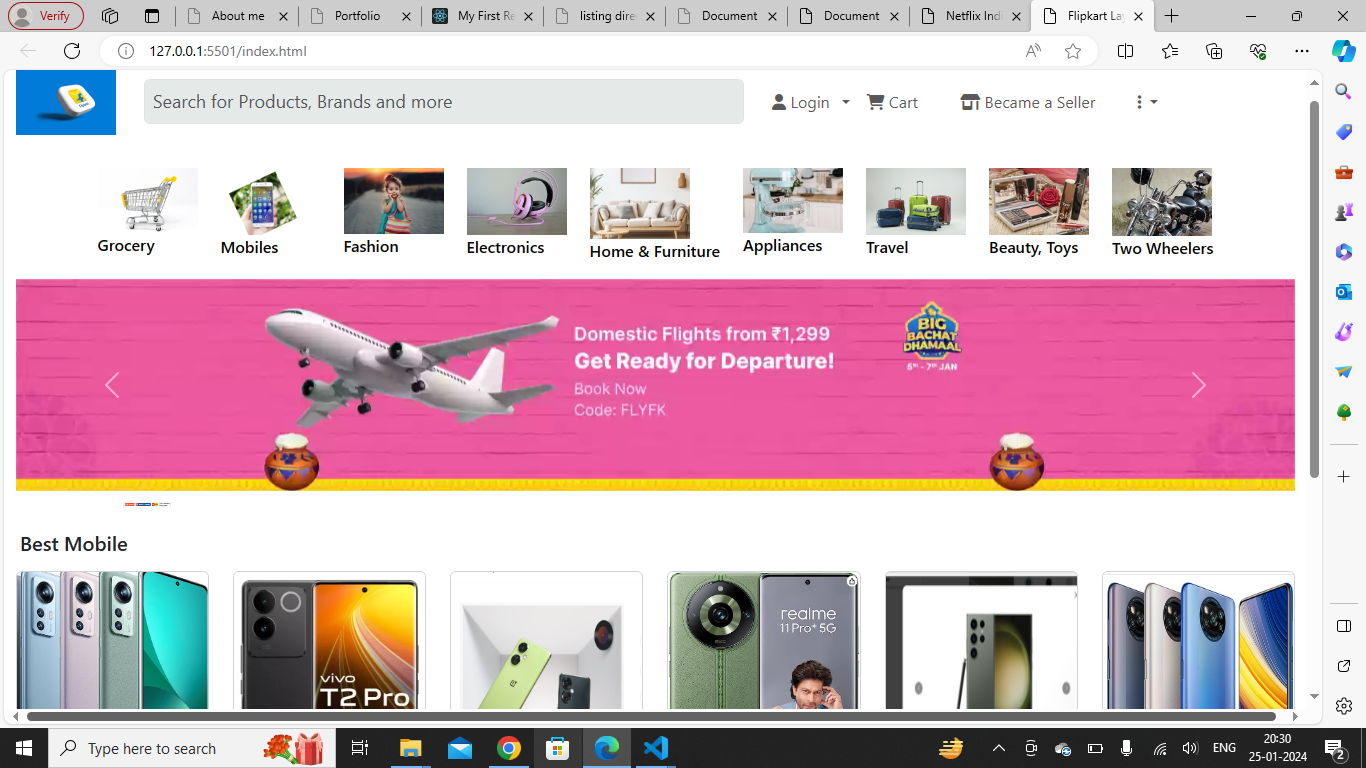 Verify
About me
Portfolio
My First Re
listing dire
Document
Document
Netflix Indi
Flipkart Lay
127.0.0.1:5501/index.html
Search for Products, Brands and more
Login
Cart
Became a Seller
Grocery
Mobiles
Fashion
Electronics
Home & Furniture
Appliances
Travel
Beauty, Toys
Two Wheelers
Domestic Flights from ₹1,299
Get Ready for Departure!
Book Now
Code: FLYFK
BIG
BACHAT
DHAMAAL
5TH - 7TH JAN
Best Mobile
vivo
T2 Pro
realme
11 Pro+ 5G
Type here to search
ENG
20:30
25-01-2024
2